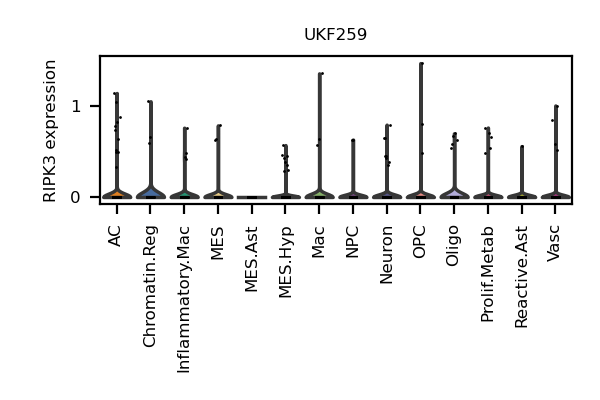 UKF259
RIPK3 expression
1
0
AC
Chromatin.Reg
Inflammatory.Mac
MES
MES.Ast
MES.Hyp
Mac
NPC
Neuron
OPC
Oligo
Prolif.Metab
Reactive.Ast
Vasc